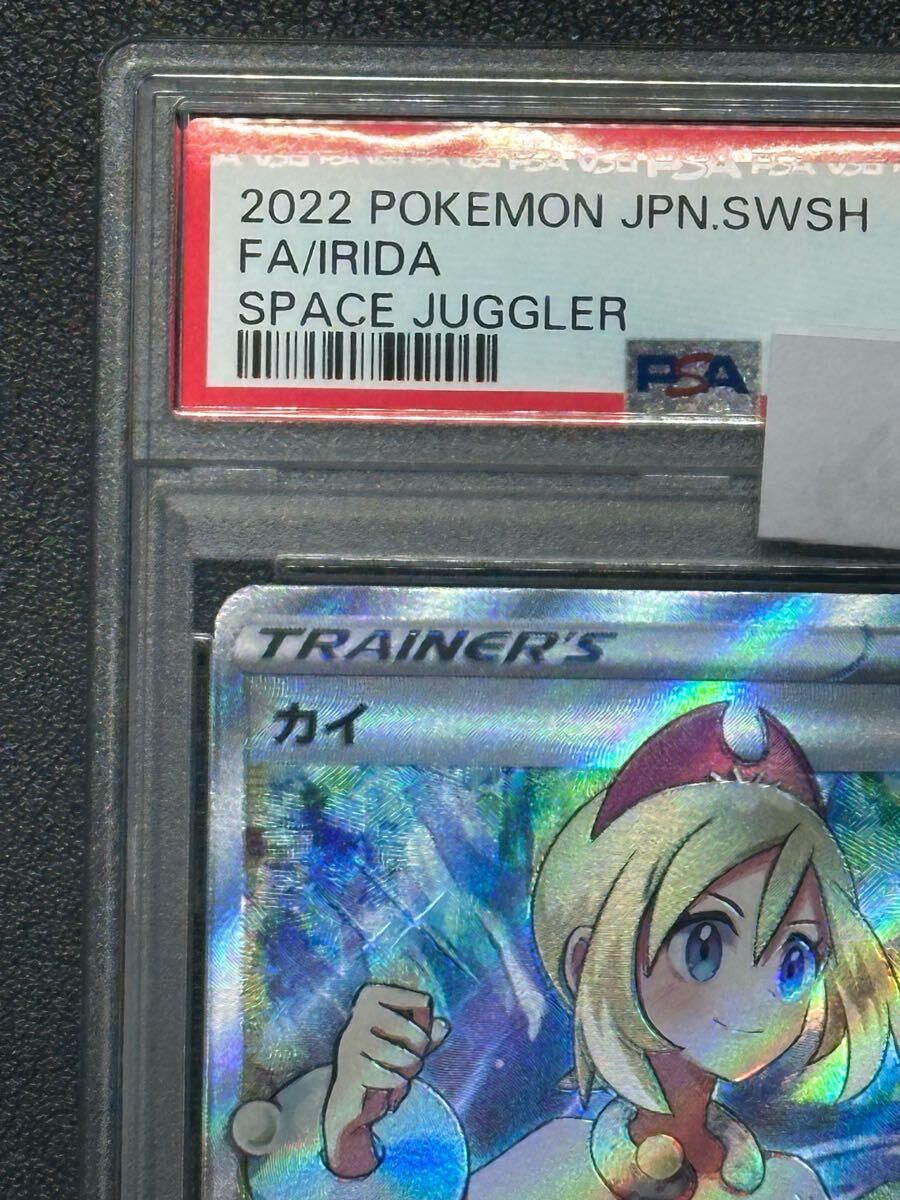 2022 POKEMON JPN.SWSH
FA/IRIDA
SPACE JUGGLER
PSA
TRAINER'S
カイ